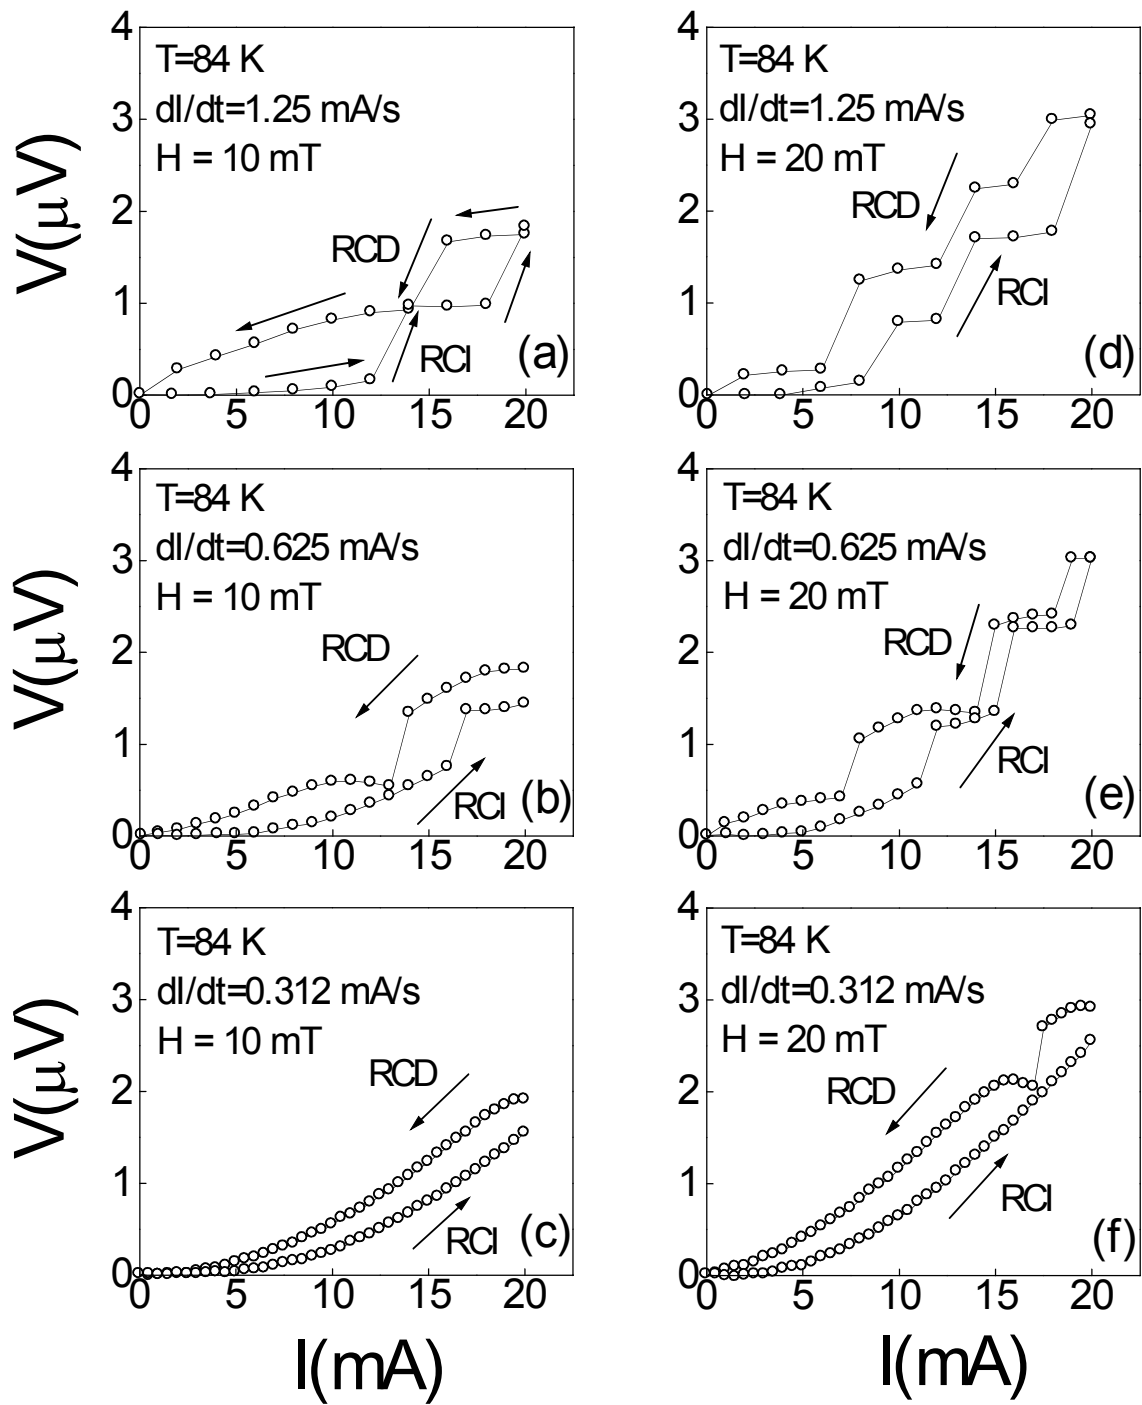 4
3
2
1
0
V(μV)
T=84 K
dI/dt=1.25 mA/s
H = 10 mT
RCD
RCI
(a)
0 5 10 15 20
4
3
2
1
0
T=84 K
dI/dt=1.25 mA/s
H = 20 mT
RCD
RCI
(d)
0 5 10 15 20
4
3
2
1
0
V(μV)
T=84 K
dI/dt=0.625 mA/s
H = 10 mT
RCD
RCI
(b)
0 5 10 15 20
4
3
2
1
0
T=84 K
dI/dt=0.625 mA/s
H = 20 mT
RCD
RCI
(e)
0 5 10 15 20
4
3
2
1
0
V(μV)
T=84 K
dI/dt=0.312 mA/s
H = 10 mT
RCD
RCI
(c)
0 5 10 15 20
I(mA)
4
3
2
1
0
T=84 K
dI/dt=0.312 mA/s
H = 20 mT
RCD
RCI
(f)
0 5 10 15 20
I(mA)